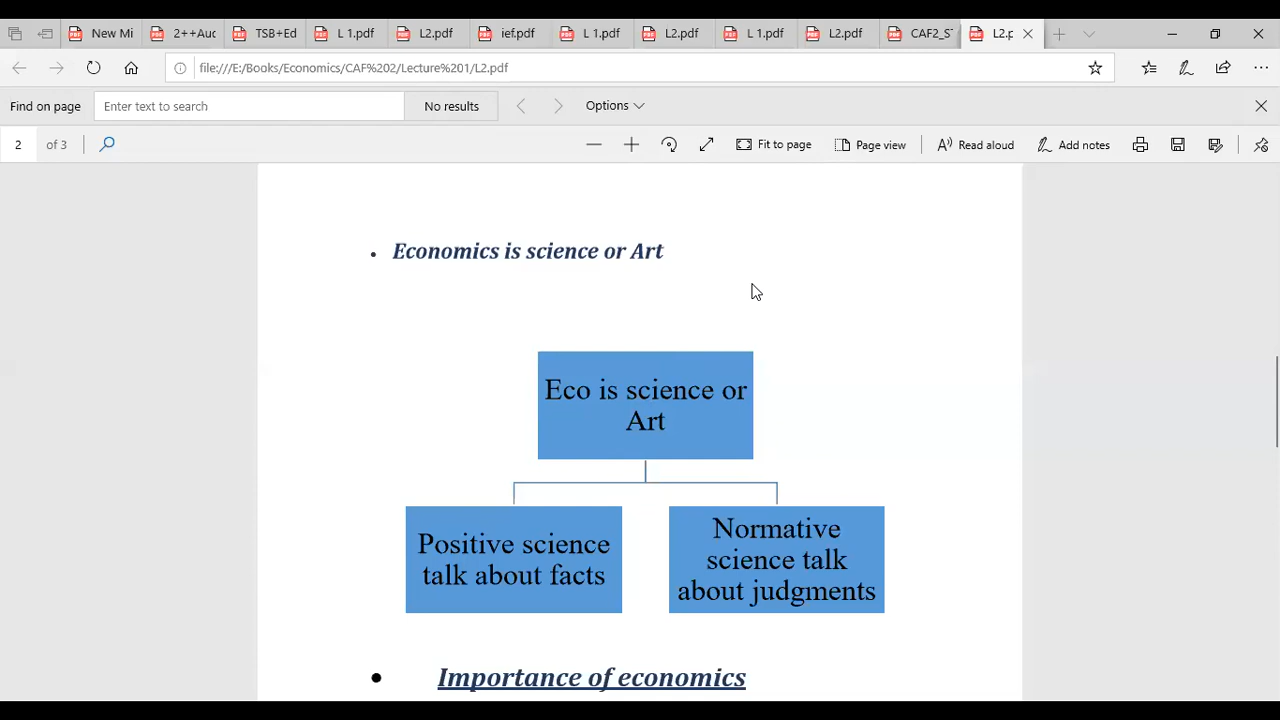 New Mi
2++Auc
TSB+Ed
L 1.pdf
L2.pdf
ief.pdf
L 1.pdf
L2.pdf
L 1.pdf
L2.pdf
CAF2_ST
L2.p
file:///E:/Books/Economics/CAF%202/Lecture%201/L2.pdf
Find on page
Enter text to search
No results
Options
2 of 3
Fit to page
Page view
Read aloud
Add notes
• Economics is science or Art
Eco is science or
Art
Positive science
talk about facts
Normative
science talk
about judgments
• Importance of economics